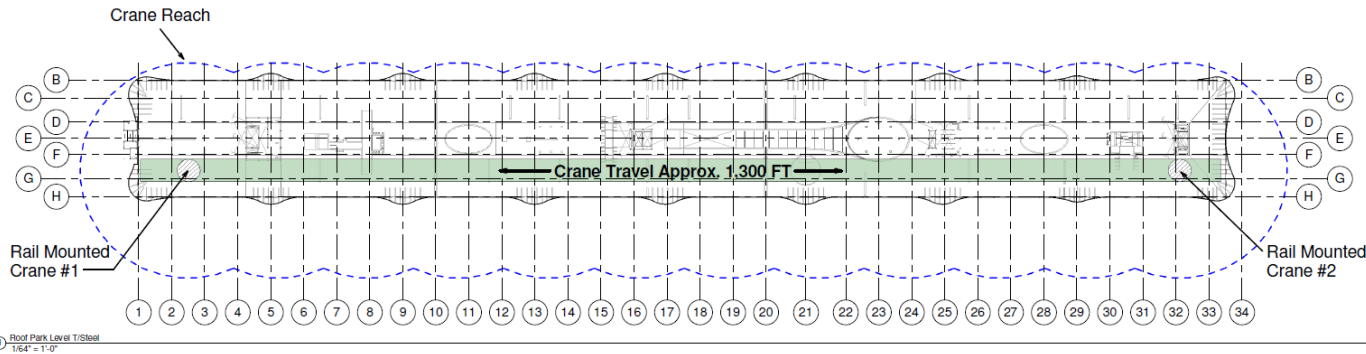 Crane Reach
B
B
C
C
D
D
E
E
F
F
Crane Travel Approx. 1,300 FT
G
G
H
H
Rail Mounted
Crane #1
Rail Mounted
Crane #2
1 2 3 4 5 6 7 8 9 10 11 12 13 14 15 16 17 18 19 20 21 22 23 24 25 26 27 28 29 30 31 32 33 34
Roof Park Level T/Steel
1/64" = 1'-0"